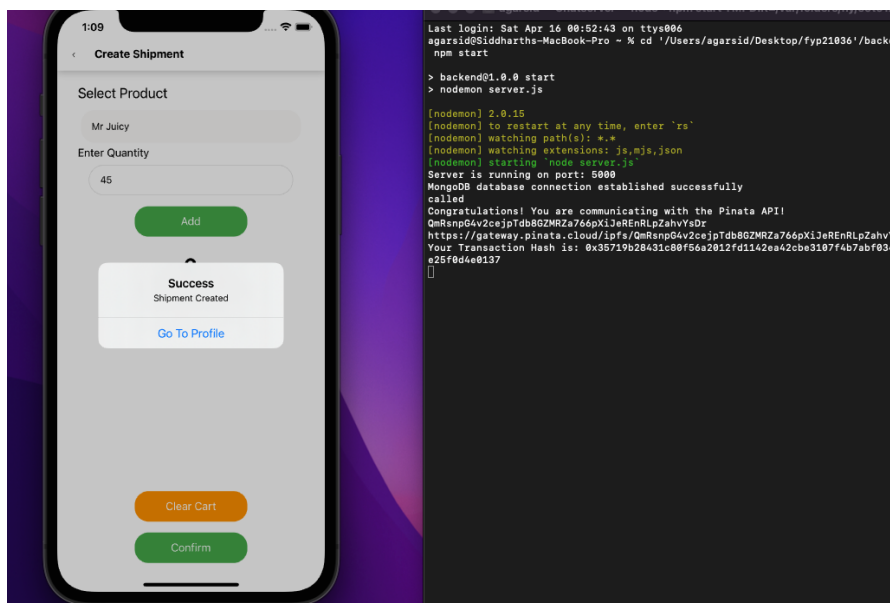 1:09
Create Shipment
Select Product
Mr Juicy
Enter Quantity
45
Add
Success
Shipment Created
Go To Profile
Clear Cart
Confirm
Last login: Sat Apr 16 00:52:43 on ttys006
agarsid@Siddharths-MacBook-Pro ~ % cd '/Users/agarsid/Desktop/fyp21036'/back
npm start
> backend@1.0.0 start
> nodemon server.js
[nodemon] 2.0.15
[nodemon] to restart at any time, enter `rs`
[nodemon] watching path(s): *.*
[nodemon] watching extensions: js,mjs,json
[nodemon] starting `node server.js`
Server is running on port: 5000
MongoDB database connection established successfully
called
Congratulations! You are communicating with the Pinata API!
QmRsnpG4v2cejpTdb8GZMRZa766pXiJeREnRLpZahvYsDr
https://gateway.pinata.cloud/ipfs/QmRsnpG4v2cejpTdb8GZMRZa766pXiJeREnRLpZahv
Your Transaction Hash is: 0x35719b28431c80f56a2012fd1142ea42cbe3107f4b7abf03
e25f0d4e0137